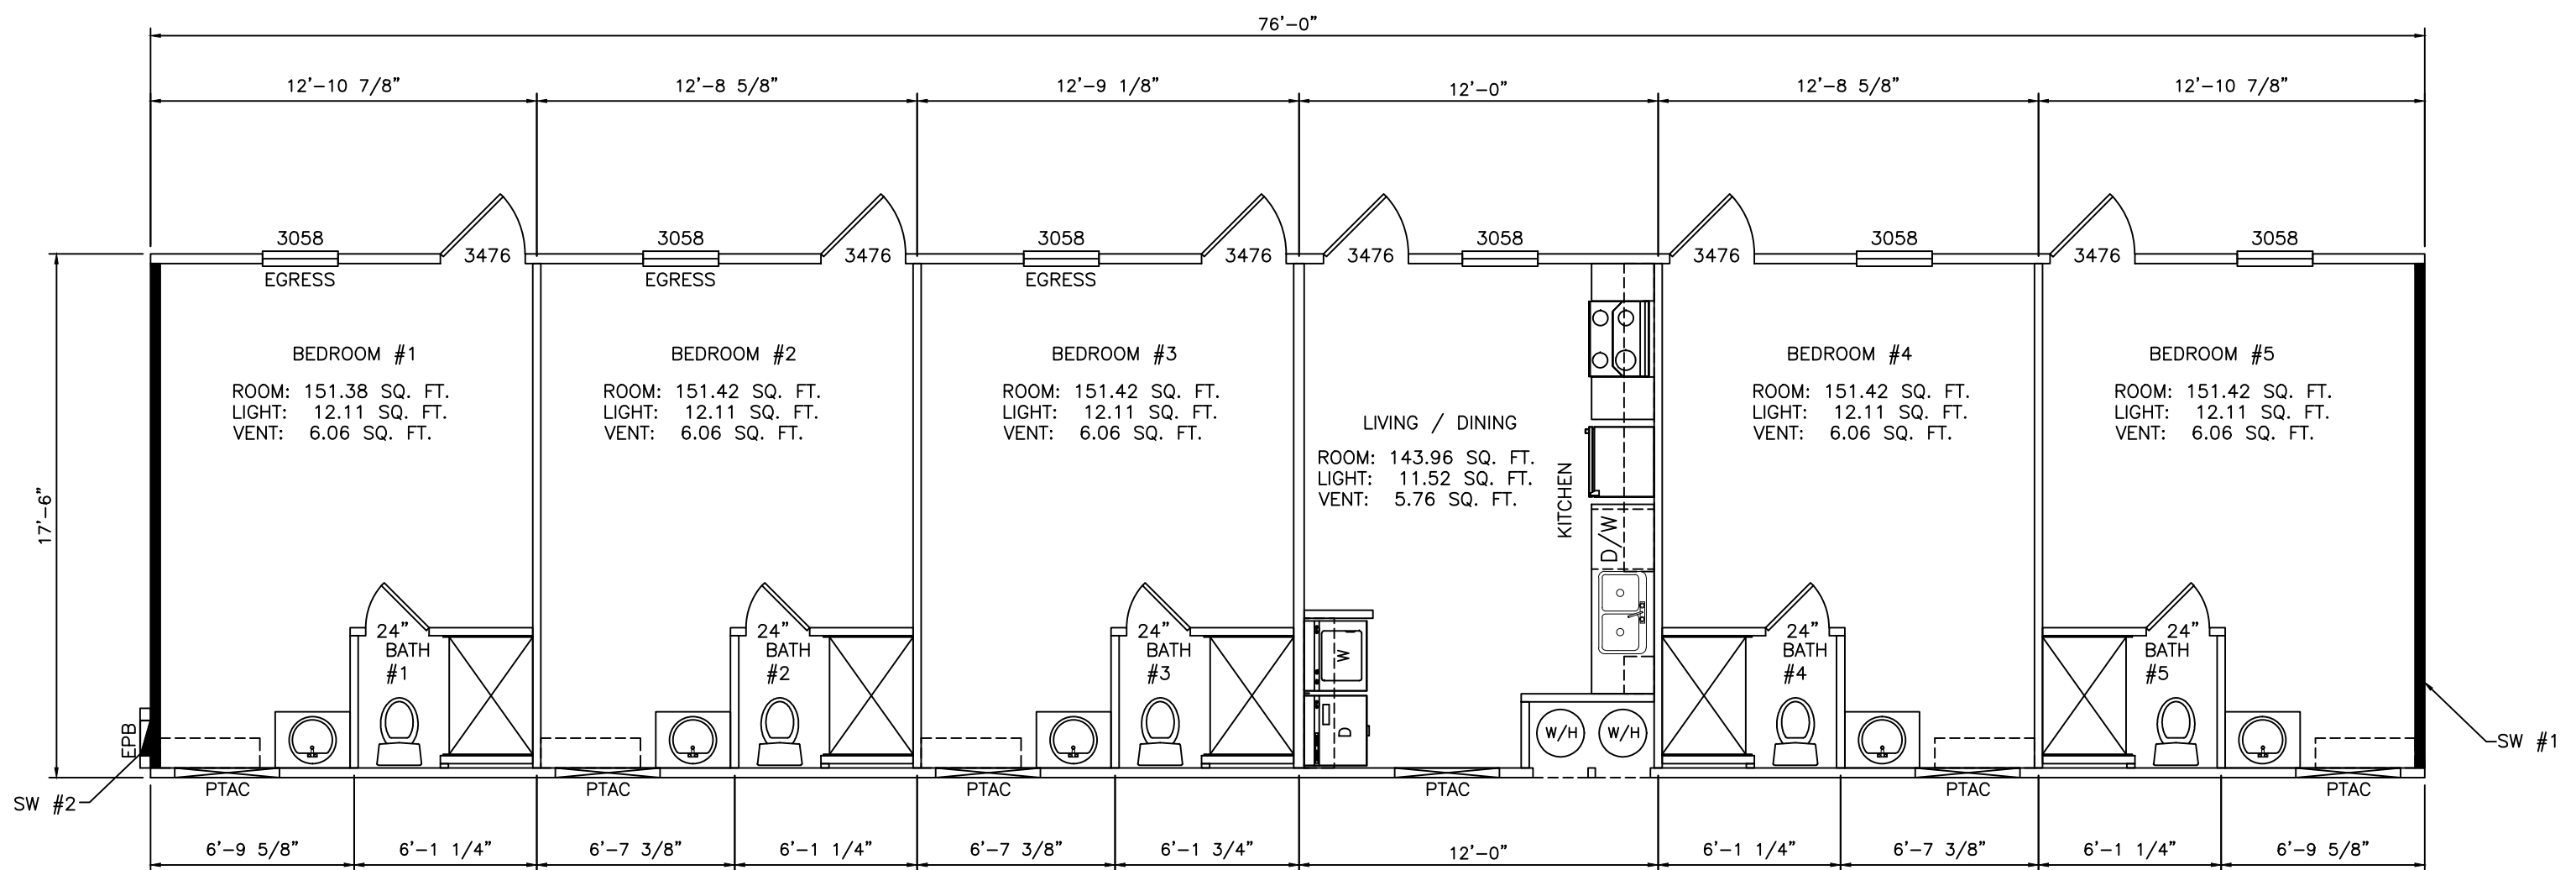 76'-0"
12'-10 7/8"
12'-8 5/8"
12'-9 1/8"
12'-0"
12'-8 5/8"
12'-10 7/8"
3058
3476
3058
3476
3058
3476
3476
3058
3476
3058
3476
3058
EGRESS
EGRESS
EGRESS
17'-6"
BEDROOM #1
ROOM: 151.38 SQ. FT.
LIGHT: 12.11 SQ. FT.
VENT: 6.06 SQ. FT.
BEDROOM #2
ROOM: 151.42 SQ. FT.
LIGHT: 12.11 SQ. FT.
VENT: 6.06 SQ. FT.
BEDROOM #3
ROOM: 151.42 SQ. FT.
LIGHT: 12.11 SQ. FT.
VENT: 6.06 SQ. FT.
LIVING / DINING
ROOM: 143.96 SQ. FT.
LIGHT: 11.52 SQ. FT.
VENT: 5.76 SQ. FT.
KITCHEN
D/W
BEDROOM #4
ROOM: 151.42 SQ. FT.
LIGHT: 12.11 SQ. FT.
VENT: 6.06 SQ. FT.
BEDROOM #5
ROOM: 151.42 SQ. FT.
LIGHT: 12.11 SQ. FT.
VENT: 6.06 SQ. FT.
24"
BATH
#1
24"
BATH
#2
24"
BATH
#3
W
D
W/H
W/H
24"
BATH
#4
24"
BATH
#5
EPB
SW #2
SW #1
PTAC
PTAC
PTAC
PTAC
PTAC
PTAC
6'-9 5/8"
6'-1 1/4"
6'-7 3/8"
6'-1 1/4"
6'-7 3/8"
6'-1 3/4"
12'-0"
6'-1 1/4"
6'-7 3/8"
6'-1 1/4"
6'-9 5/8"